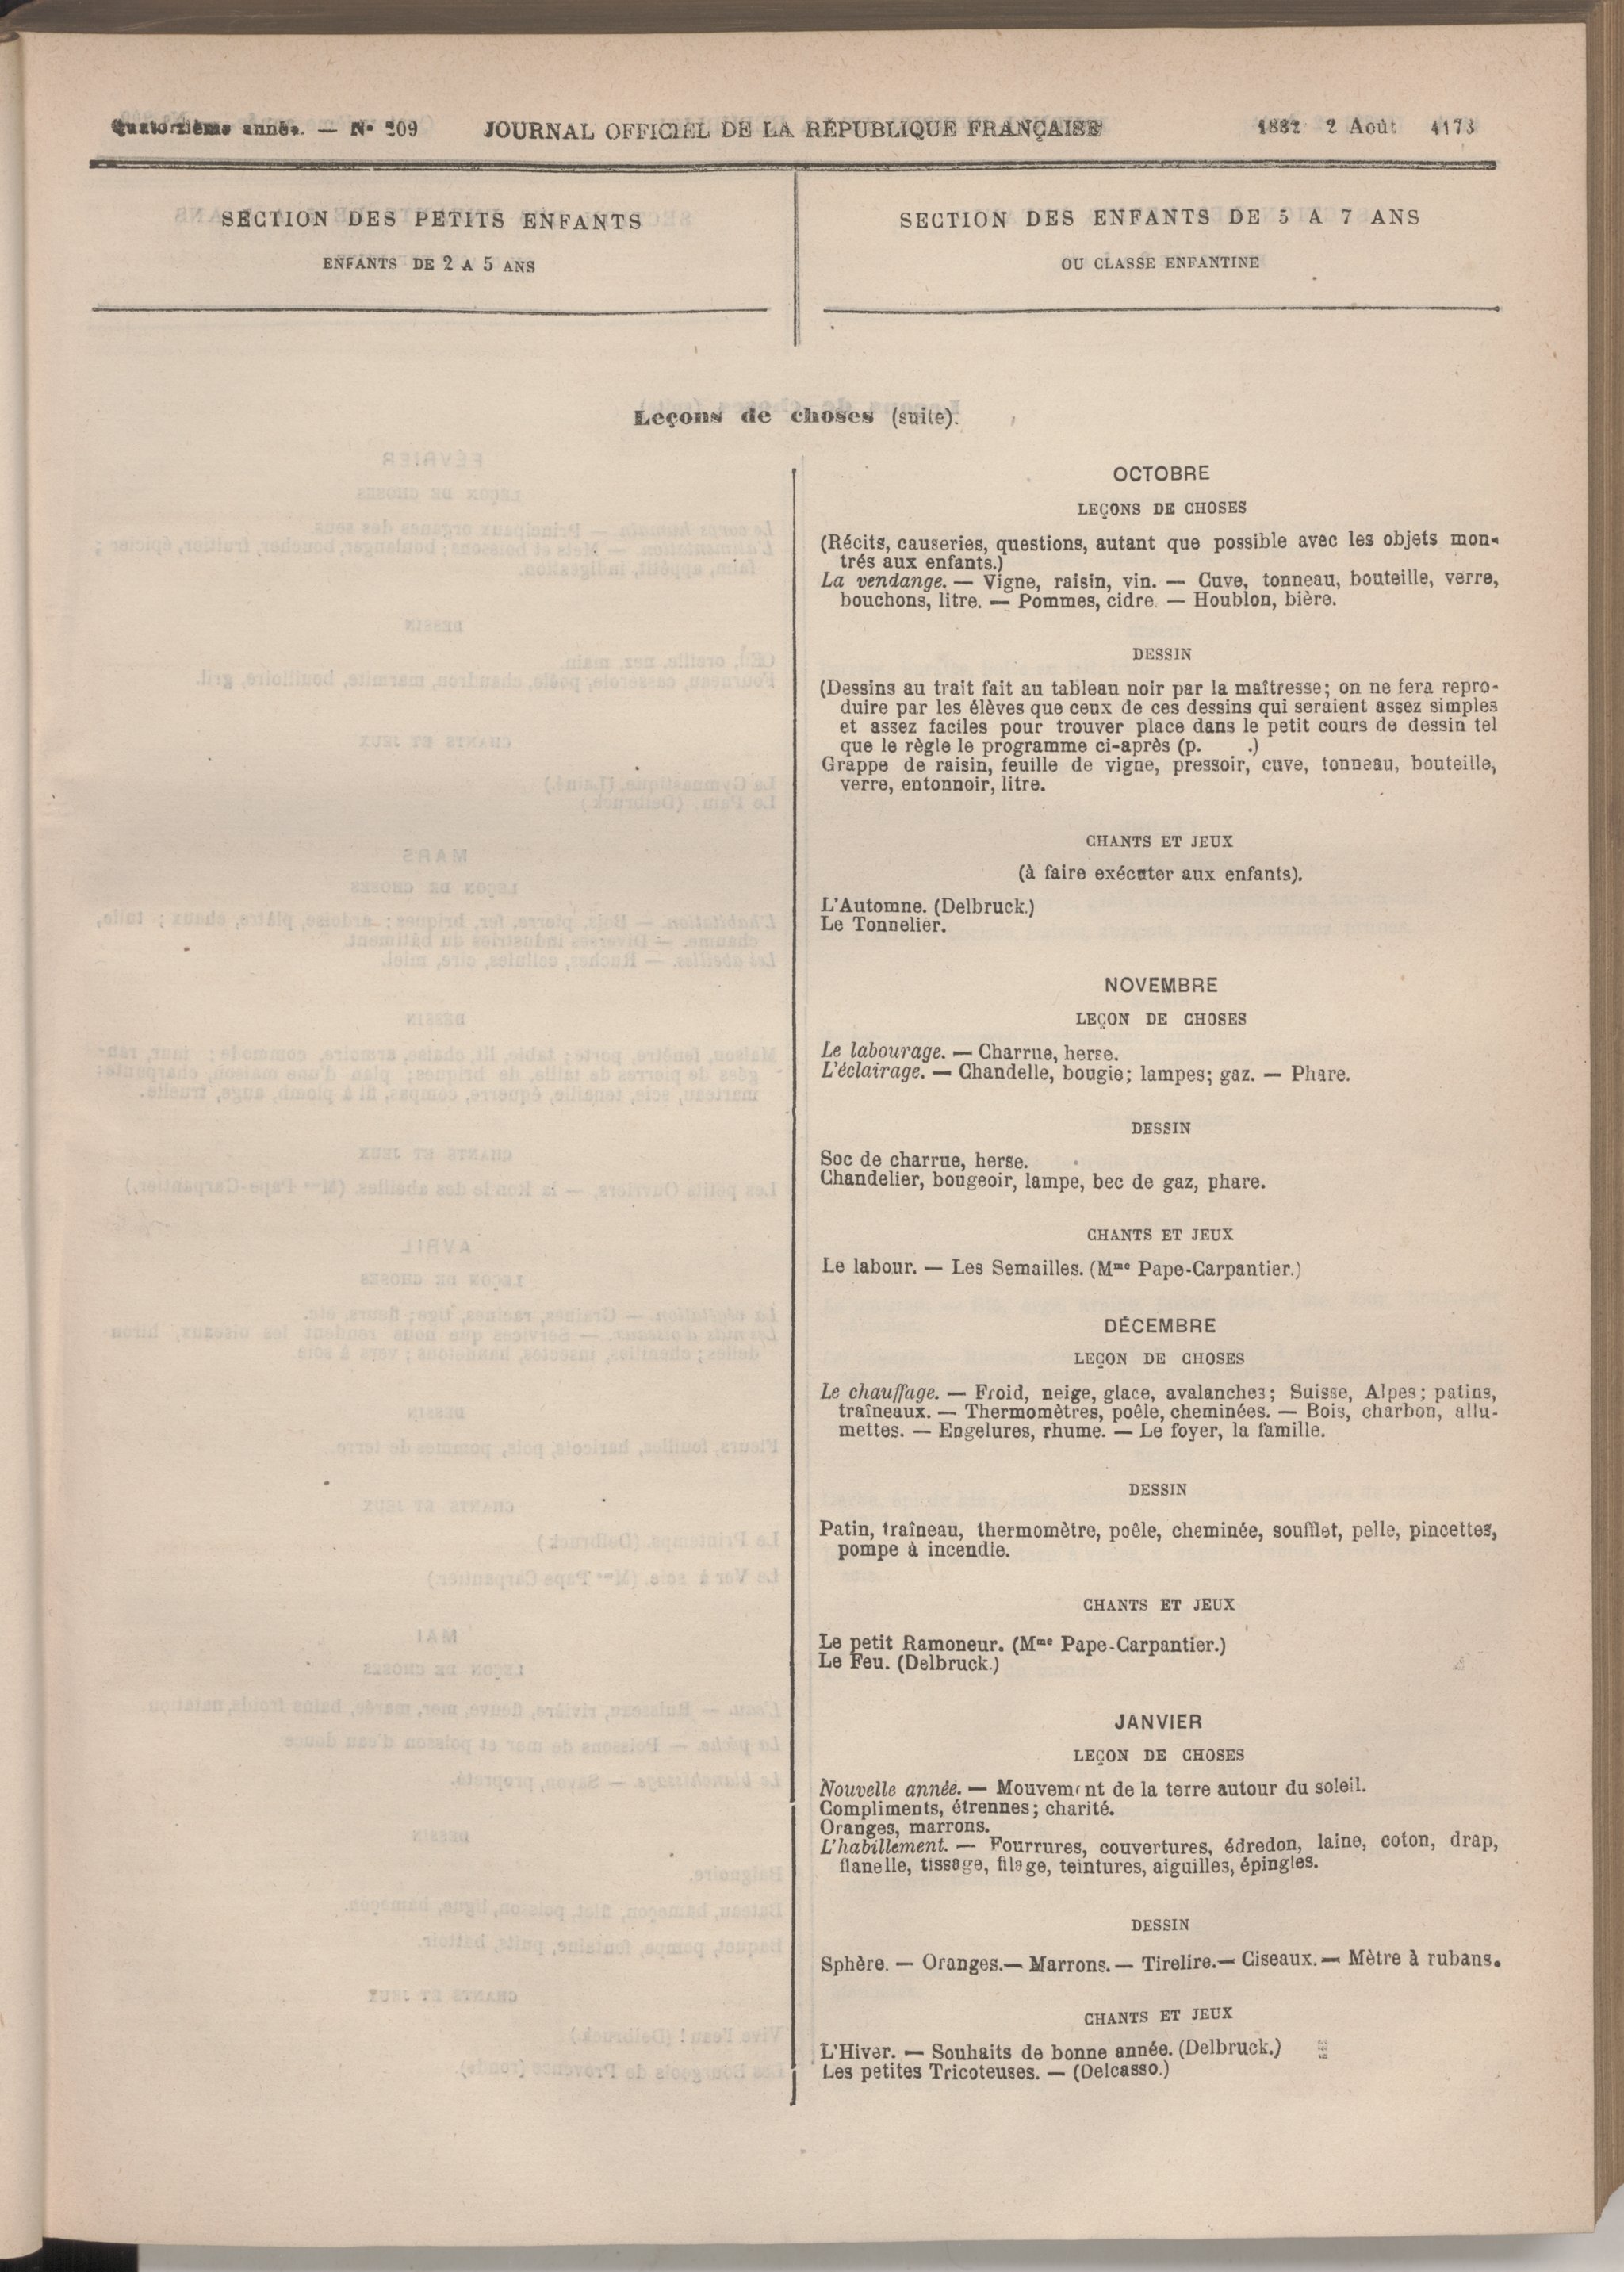 Quatorzième année. — N° 209 JOURNAL OFFICIEL DE LA RÉPUBLIQUE FRANÇAISE 1882 2 Août 4173
SECTION DES PETITS ENFANTS
ENFANTS DE 2 A 5 ANS
SECTION DES ENFANTS DE 5 A 7 ANS
OU CLASSE ENFANTINE
Leçons de choses (suite).
OCTOBRE
LEÇONS DE CHOSES
(Récits, causeries, questions, autant que possible avec les objets mon-
trés aux enfants.)
La vendange. — Vigne, raisin, vin. — Cuve, tonneau, bouteille, verre,
bouchons, litre. — Pommes, cidre. — Houblon, bière.
DESSIN
(Dessins au trait fait au tableau noir par la maîtresse; on ne fera repro-
duire par les élèves que ceux de ces dessins qui seraient assez simples
et assez faciles pour trouver place dans le petit cours de dessin tel
que le règle le programme ci-après (p. .)
Grappe de raisin, feuille de vigne, pressoir, cuve, tonneau, bouteille,
verre, entonnoir, litre.
CHANTS ET JEUX
(à faire exécuter aux enfants).
L'Automne. (Delbruck.)
Le Tonnelier.
NOVEMBRE
LEÇON DE CHOSES
Le labourage. — Charrue, herse.
L'éclairage. — Chandelle, bougie; lampes; gaz. — Phare.
DESSIN
Soc de charrue, herse.
Chandelier, bougeoir, lampe, bec de gaz, phare.
CHANTS ET JEUX
Le labour. — Les Semailles. (Mme Pape-Carpantier.)
DÉCEMBRE
LEÇON DE CHOSES
Le chauffage. — Froid, neige, glace, avalanches; Suisse, Alpes; patins,
traîneaux. — Thermomètres, poêle, cheminées. — Bois, charbon, allu-
mettes. — Engelures, rhume. — Le foyer, la famille.
DESSIN
Patin, traîneau, thermomètre, poêle, cheminée, soufflet, pelle, pincettes,
pompe à incendie.
CHANTS ET JEUX
Le petit Ramoneur. (Mme Pape-Carpantier.)
Le Feu. (Delbruck.)
JANVIER
LEÇON DE CHOSES
Nouvelle année. — Mouvement de la terre autour du soleil.
Compliments, étrennes; charité.
Oranges, marrons.
L'habillement. — Fourrures, couvertures, édredon, laine, coton, drap,
flanelle, tissage, filage, teintures, aiguilles, épingles.
DESSIN
Sphère. — Oranges. — Marrons. — Tirelire. — Ciseaux. — Mètre à rubans.
CHANTS ET JEUX
L'Hiver. — Souhaits de bonne année. (Delbruck.)
Les petites Tricoteuses. — (Delcasso.)